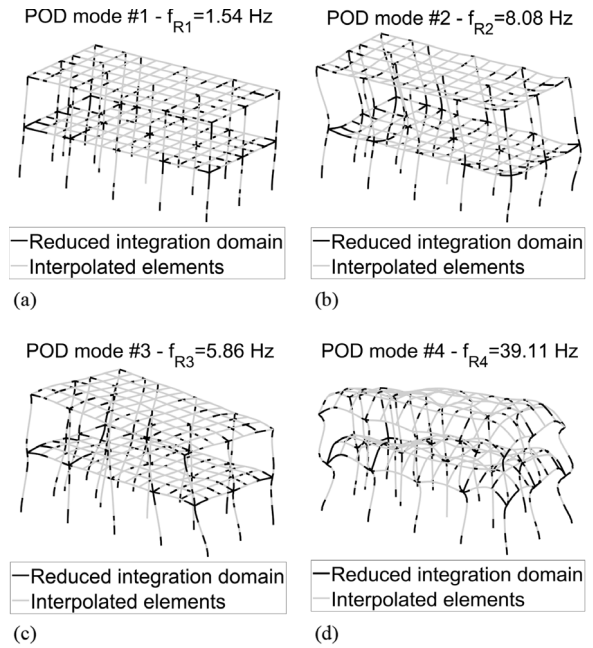 POD mode #1 - fR1=1.54 Hz
Reduced integration domain
Interpolated elements
(a)
POD mode #2 - fR2=8.08 Hz
Reduced integration domain
Interpolated elements
(b)
POD mode #3 - fR3=5.86 Hz
Reduced integration domain
Interpolated elements
(c)
POD mode #4 - fR4=39.11 Hz
Reduced integration domain
Interpolated elements
(d)